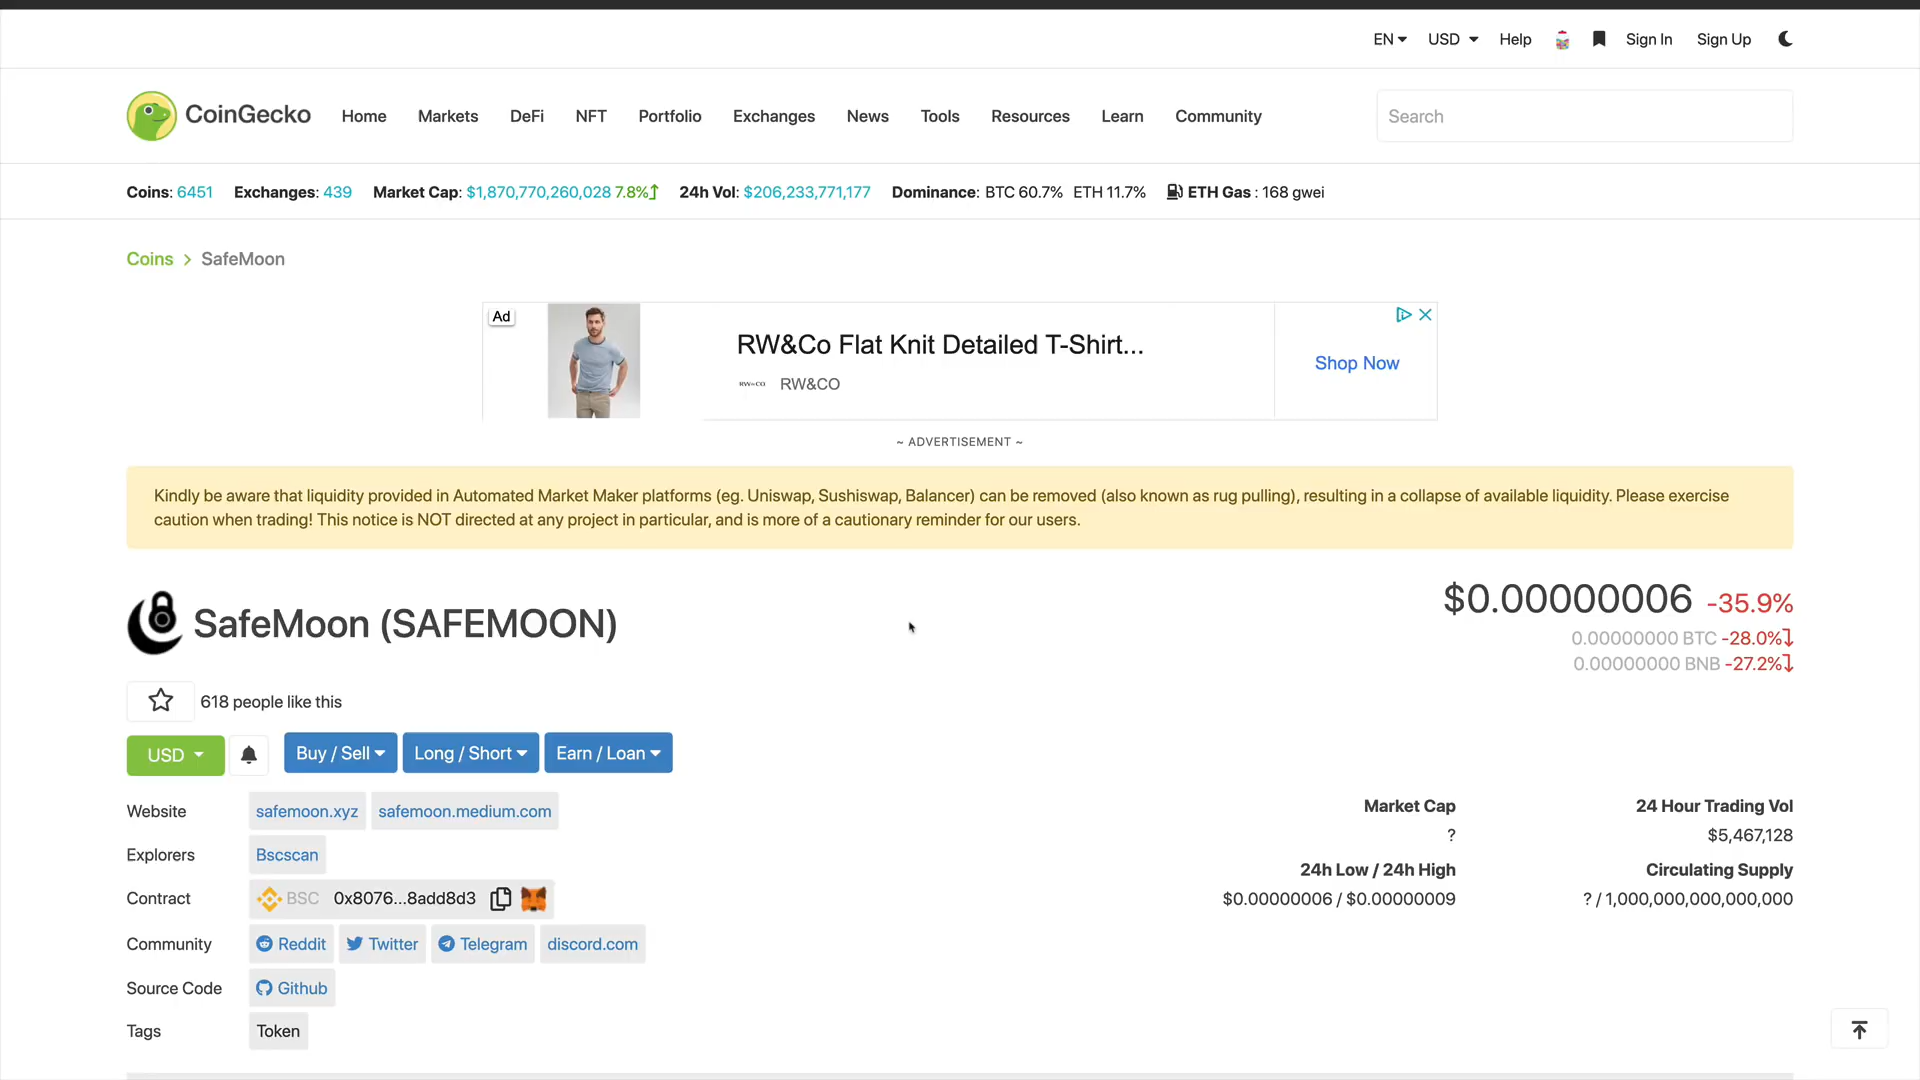 EN USD Help Sign In Sign Up
CoinGecko Home Markets DeFi NFT Portfolio Exchanges News Tools Resources Learn Community Search
Coins: 6451 Exchanges: 439 Market Cap: $1,870,770,260,028 7.8% 24h Vol: $206,233,771,177 Dominance: BTC 60.7% ETH 11.7% ETH Gas : 168 gwei
Coins > SafeMoon
Ad
RW&Co Flat Knit Detailed T-Shirt...
RW&CO RW&CO
Shop Now
~ ADVERTISEMENT ~
Kindly be aware that liquidity provided in Automated Market Maker platforms (eg. Uniswap, Sushiswap, Balancer) can be removed (also known as rug pulling), resulting in a collapse of available liquidity. Please exercise
caution when trading! This notice is NOT directed at any project in particular, and is more of a cautionary reminder for our users.
SafeMoon (SAFEMOON)
$0.00000006 -35.9%
0.00000000 BTC -28.0%
0.00000000 BNB -27.2%
618 people like this
USD Buy / Sell Long / Short Earn / Loan
Website safemoon.xyz safemoon.medium.com
Explorers Bscscan
Contract BSC 0x8076...8add8d3
Community Reddit Twitter Telegram discord.com
Source Code Github
Tags Token
Market Cap
?
24 Hour Trading Vol
$5,467,128
24h Low / 24h High
$0.00000006 / $0.00000009
Circulating Supply
? / 1,000,000,000,000,000